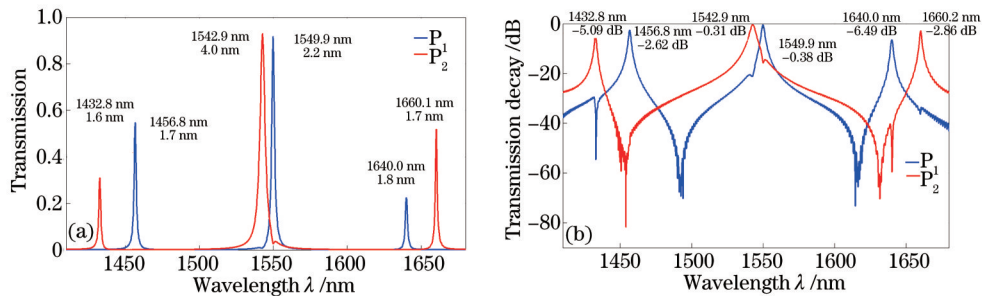 1.0
0.8
0.6
0.4
0.2
0
Transmission
1542.9 nm
4.0 nm
1549.9 nm
2.2 nm
P1
P2
1432.8 nm
1.6 nm
1456.8 nm
1.7 nm
1660.1 nm
1.7 nm
1640.0 nm
1.8 nm
(a)
1450 1500 1550 1600 1650
Wavelength λ /nm
0
−20
−40
−60
−80
Transmission decay /dB
1432.8 nm
−5.09 dB
1456.8 nm
−2.62 dB
1542.9 nm
−0.31 dB
1549.9 nm
−0.38 dB
1640.0 nm
−6.49 dB
1660.2 nm
−2.86 dB
P1
P2
(b)
1450 1500 1550 1600 1650
Wavelength λ /nm